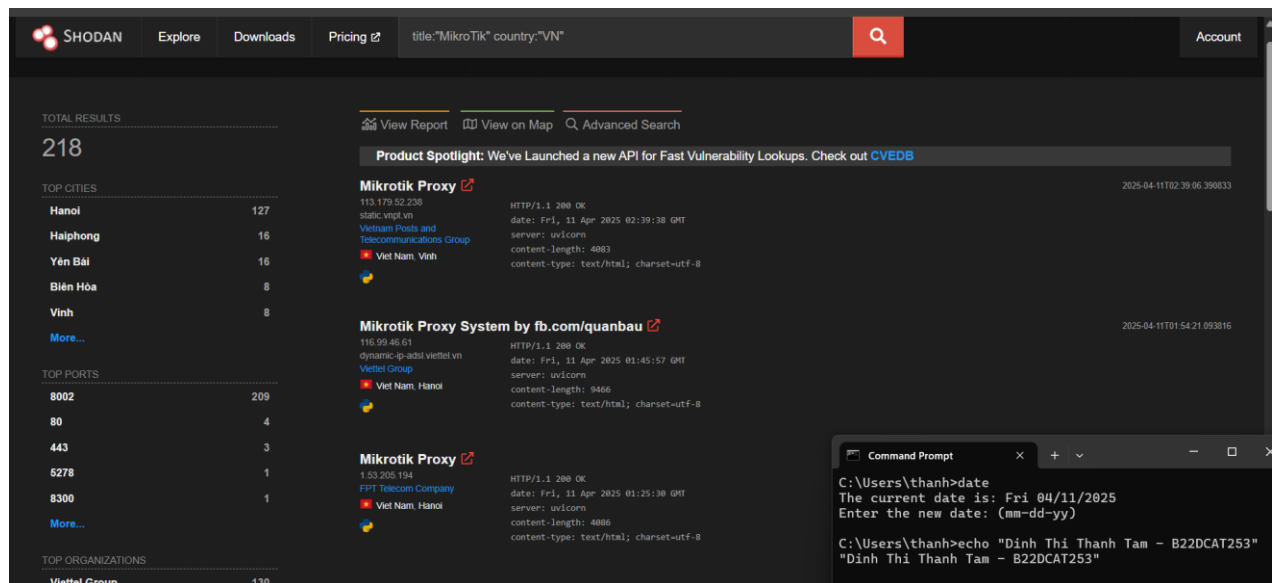 SHODAN Explore Downloads Pricing title:"MikroTik" country:"VN" Account
TOTAL RESULTS
218
TOP CITIES
Hanoi 127
Haiphong 16
Yên Bái 16
Biên Hòa 8
Vinh 8
More...
TOP PORTS
8002 209
80 4
443 3
5278 1
8300 1
More...
TOP ORGANIZATIONS
Viettel Group 130
View Report View on Map Advanced Search
Product Spotlight: We've Launched a new API for Fast Vulnerability Lookups. Check out CVEDB
Mikrotik Proxy
2025-04-11T02:39:06.390833
113.179.52.238
static.vnpt.vn
Vietnam Posts and
Telecommunications Group
Viet Nam, Vinh
HTTP/1.1 200 OK
date: Fri, 11 Apr 2025 02:39:38 GMT
server: uvicorn
content-length: 4083
content-type: text/html; charset=utf-8
Mikrotik Proxy System by fb.com/quanbau
2025-04-11T01:54:21.093816
116.99.46.61
dynamic-ip-adsl.viettel.vn
Viettel Group
Viet Nam, Hanoi
HTTP/1.1 200 OK
date: Fri, 11 Apr 2025 01:45:57 GMT
server: uvicorn
content-length: 9466
content-type: text/html; charset=utf-8
Mikrotik Proxy
1.53.205.194
FPT Telecom Company
Viet Nam, Hanoi
HTTP/1.1 200 OK
date: Fri, 11 Apr 2025 01:25:30 GMT
server: uvicorn
content-length: 4086
content-type: text/html; charset=utf-8
Command Prompt
C:\Users\thanh>date
The current date is: Fri 04/11/2025
Enter the new date: (mm-dd-yy)
C:\Users\thanh>echo "Dinh Thi Thanh Tam - B22DCAT253"
"Dinh Thi Thanh Tam - B22DCAT253"